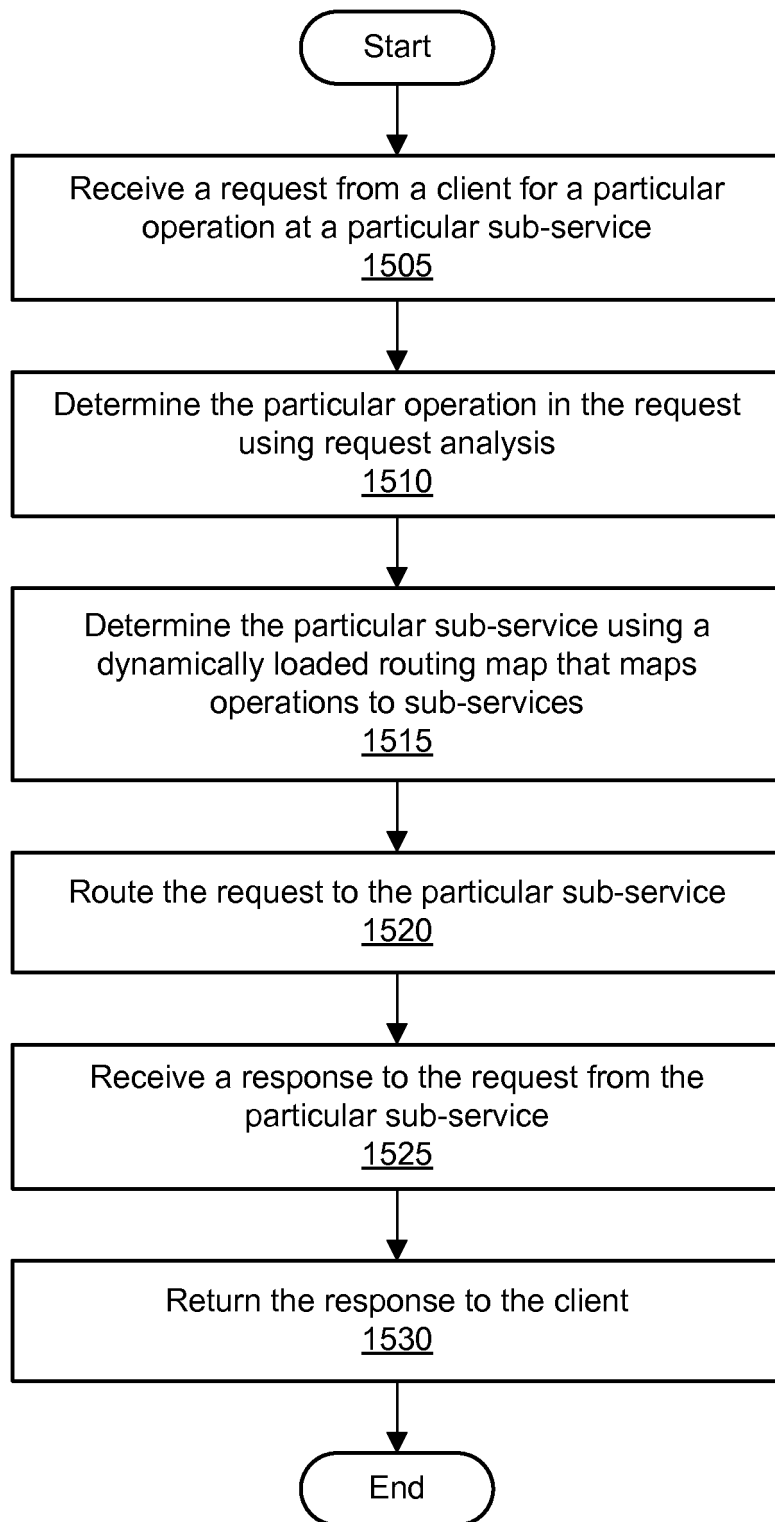 Start
Receive a request from a client for a particular
operation at a particular sub-service
1505
Determine the particular operation in the request
using request analysis
1510
Determine the particular sub-service using a
dynamically loaded routing map that maps
operations to sub-services
1515
Route the request to the particular sub-service
1520
Receive a response to the request from the
particular sub-service
1525
Return the response to the client
1530
End